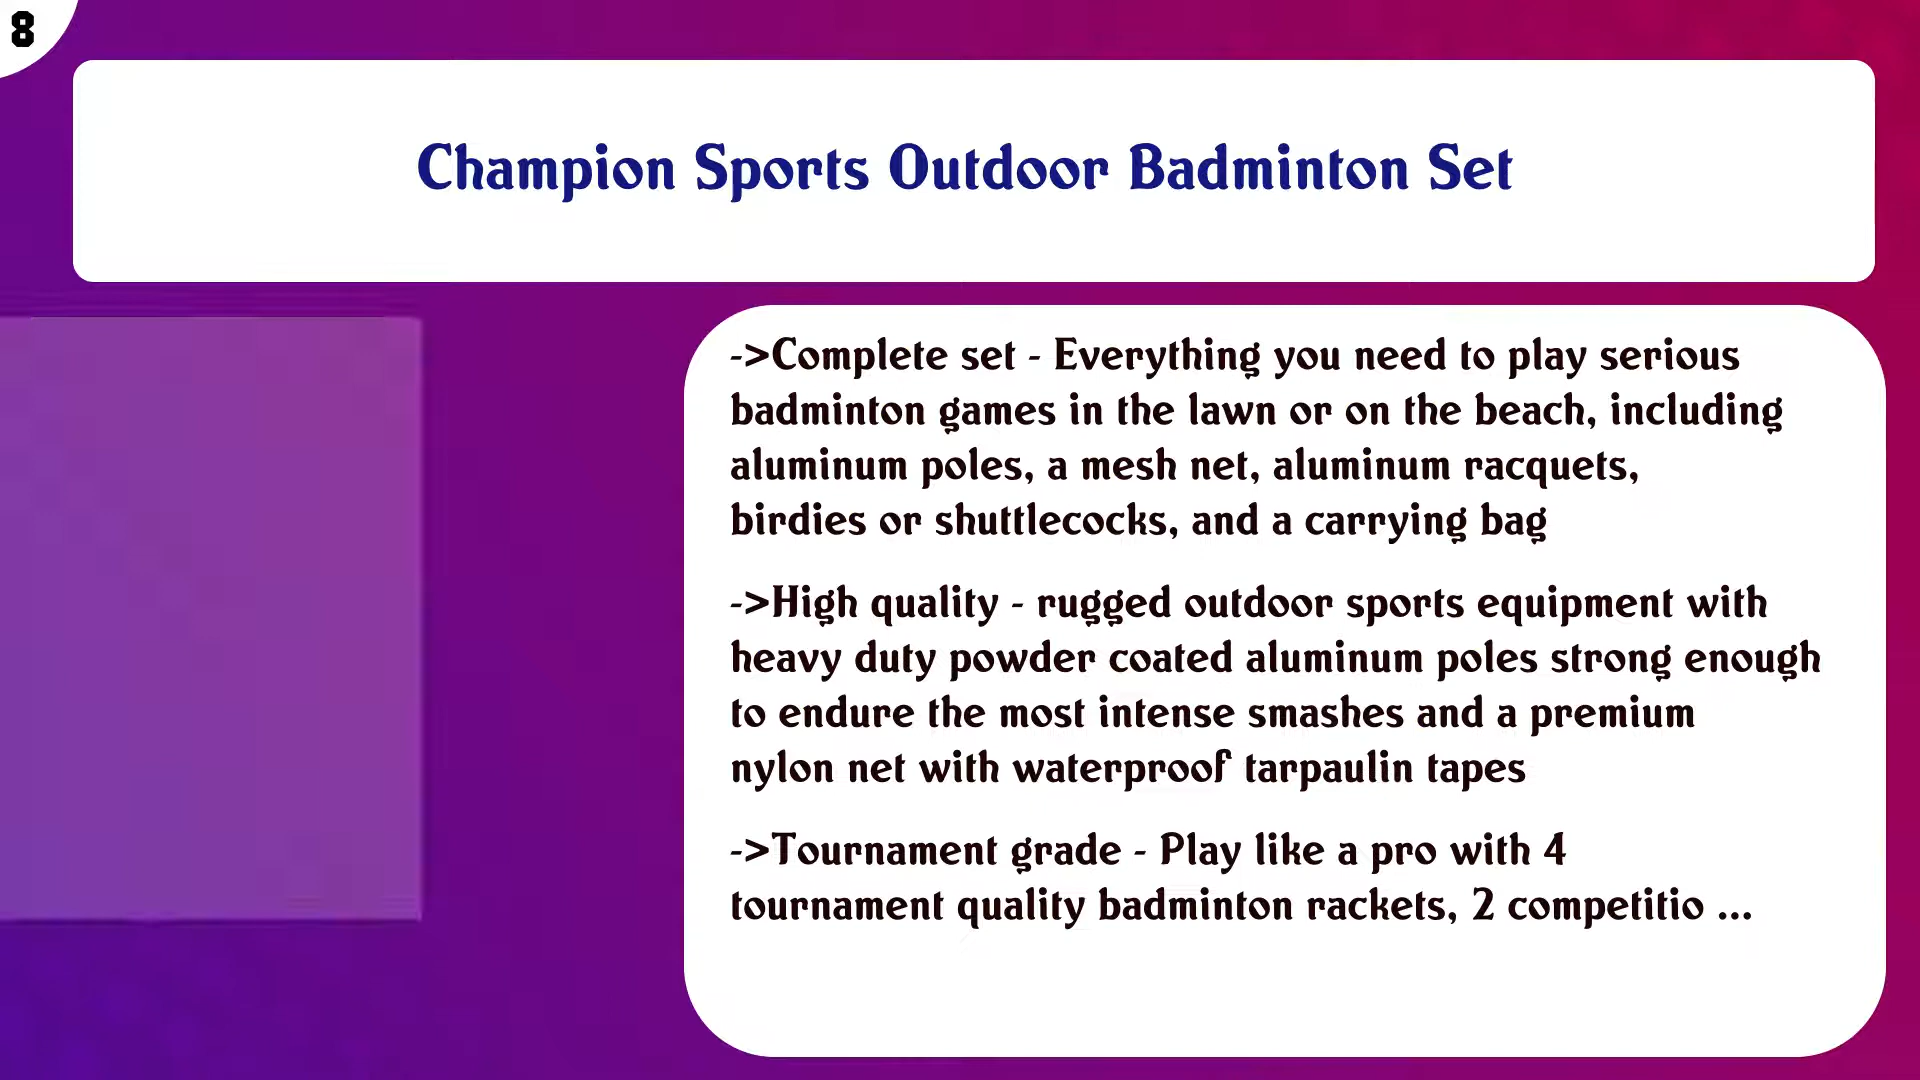 8
Champion Sports Outdoor Badminton Set
->Complete set - Everything you need to play serious
badminton games in the lawn or on the beach, including
aluminum poles, a mesh net, aluminum racquets,
birdies or shuttlecocks, and a carrying bag
->High quality - rugged outdoor sports equipment with
heavy duty powder coated aluminum poles strong enough
to endure the most intense smashes and a premium
nylon net with waterproof tarpaulin tapes
->Tournament grade - Play like a pro with 4
tournament quality badminton rackets, 2 competitio ...